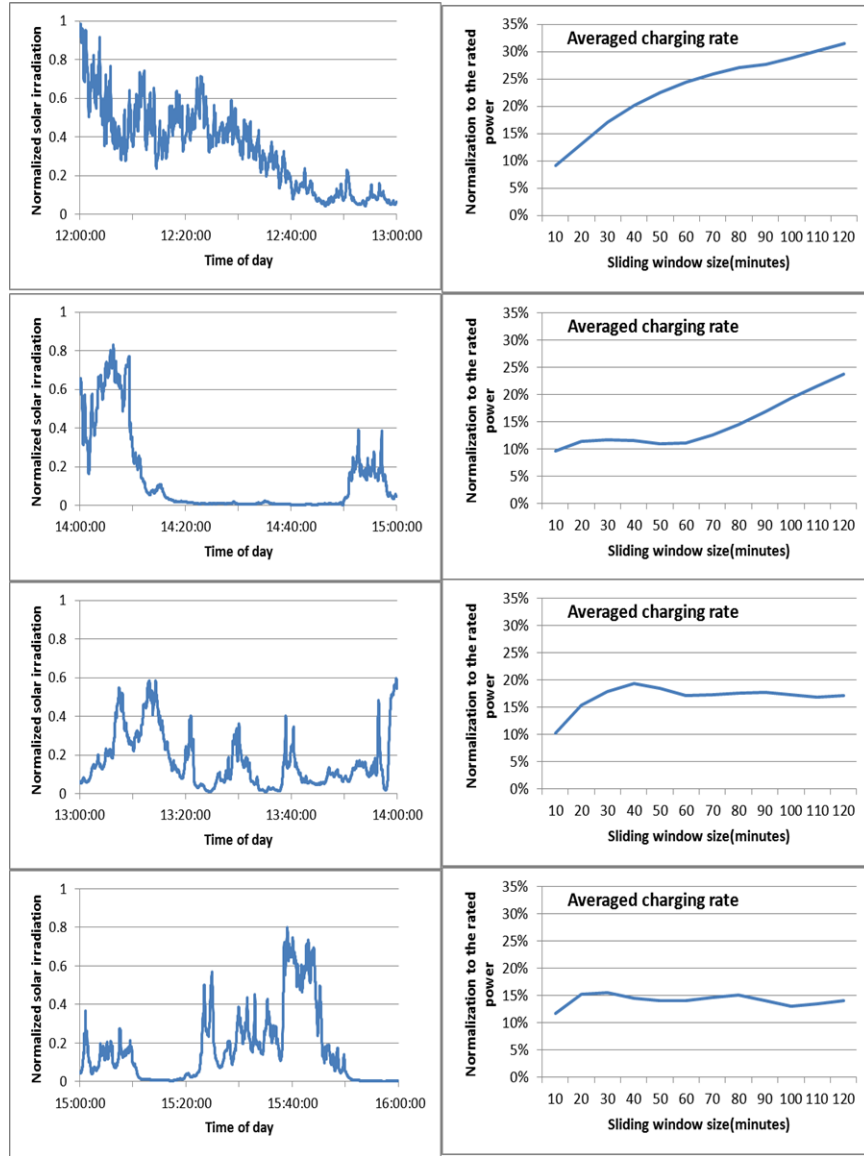 Normalized solar irradiation
1
0.8
0.6
0.4
0.2
0
12:00:00 12:20:00 12:40:00 13:00:00
Time of day
Averaged charging rate
Normalization to the rated
power
35%
30%
25%
20%
15%
10%
5%
0%
10 20 30 40 50 60 70 80 90 100 110 120
Sliding window size(minutes)
Normalized solar irradiation
1
0.8
0.6
0.4
0.2
0
14:00:00 14:20:00 14:40:00 15:00:00
Time of day
Averaged charging rate
Normalization to the rated
power
35%
30%
25%
20%
15%
10%
5%
0%
10 20 30 40 50 60 70 80 90 100 110 120
Sliding window size(minutes)
Normalized solar irradiation
1
0.8
0.6
0.4
0.2
0
13:00:00 13:20:00 13:40:00 14:00:00
Time of day
Averaged charging rate
Normalization to the rated
power
35%
30%
25%
20%
15%
10%
5%
0%
10 20 30 40 50 60 70 80 90 100 110 120
Sliding window size(minutes)
Normalized solar irradiation
1
0.8
0.6
0.4
0.2
0
15:00:00 15:20:00 15:40:00 16:00:00
Time of day
Averaged charging rate
Normalization to the rated
power
35%
30%
25%
20%
15%
10%
5%
0%
10 20 30 40 50 60 70 80 90 100 110 120
Sliding window size(minutes)